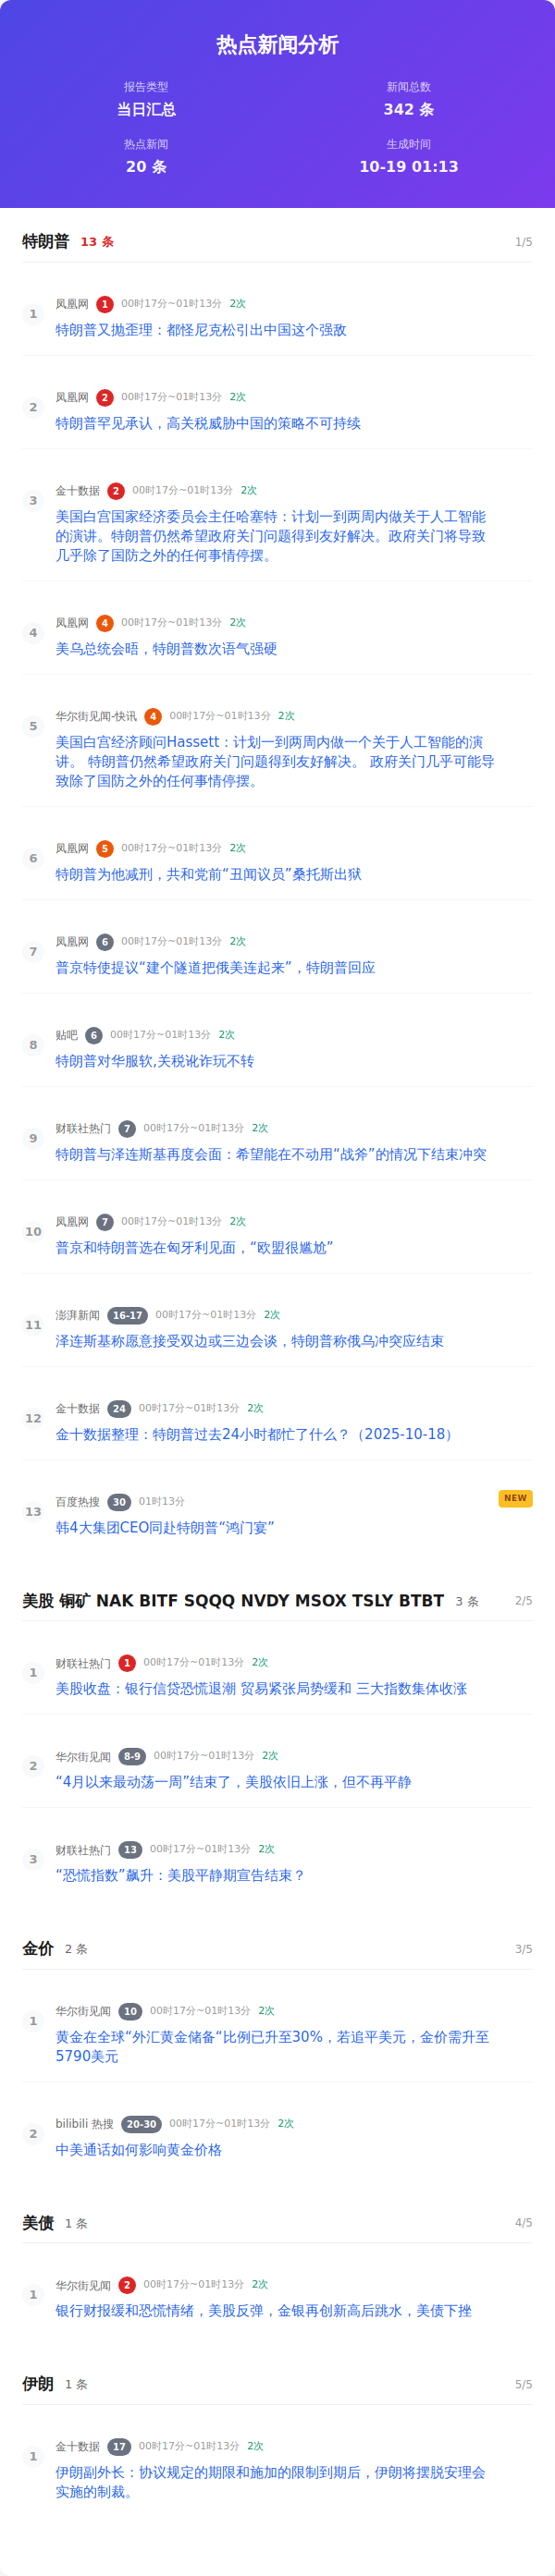 热点新闻分析
报告类型
当日汇总
新闻总数
342 条
热点新闻
20 条
生成时间
10-19 01:13
特朗普 13 条 1/5
1
凤凰网 1 00时17分~01时13分 2次
特朗普又抛歪理：都怪尼克松引出中国这个强敌
2
凤凰网 2 00时17分~01时13分 2次
特朗普罕见承认，高关税威胁中国的策略不可持续
3
金十数据 2 00时17分~01时13分 2次
美国白宫国家经济委员会主任哈塞特：计划一到两周内做关于人工智能
的演讲。特朗普仍然希望政府关门问题得到友好解决。政府关门将导致
几乎除了国防之外的任何事情停摆。
4
凤凰网 4 00时17分~01时13分 2次
美乌总统会晤，特朗普数次语气强硬
5
华尔街见闻-快讯 4 00时17分~01时13分 2次
美国白宫经济顾问Hassett：计划一到两周内做一个关于人工智能的演
讲。 特朗普仍然希望政府关门问题得到友好解决。 政府关门几乎可能导
致除了国防之外的任何事情停摆。
6
凤凰网 5 00时17分~01时13分 2次
特朗普为他减刑，共和党前“丑闻议员”桑托斯出狱
7
凤凰网 6 00时17分~01时13分 2次
普京特使提议“建个隧道把俄美连起来”，特朗普回应
8
贴吧 6 00时17分~01时13分 2次
特朗普对华服软,关税讹诈玩不转
9
财联社热门 7 00时17分~01时13分 2次
特朗普与泽连斯基再度会面：希望能在不动用“战斧”的情况下结束冲突
10
凤凰网 7 00时17分~01时13分 2次
普京和特朗普选在匈牙利见面，“欧盟很尴尬”
11
澎湃新闻 16-17 00时17分~01时13分 2次
泽连斯基称愿意接受双边或三边会谈，特朗普称俄乌冲突应结束
12
金十数据 24 00时17分~01时13分 2次
金十数据整理：特朗普过去24小时都忙了什么？（2025-10-18）
13
百度热搜 30 01时13分 NEW
韩4大集团CEO同赴特朗普“鸿门宴”
美股 铜矿 NAK BITF SQQQ NVDY MSOX TSLY BTBT 3 条 2/5
1
财联社热门 1 00时17分~01时13分 2次
美股收盘：银行信贷恐慌退潮 贸易紧张局势缓和 三大指数集体收涨
2
华尔街见闻 8-9 00时17分~01时13分 2次
“4月以来最动荡一周”结束了，美股依旧上涨，但不再平静
3
财联社热门 13 00时17分~01时13分 2次
“恐慌指数”飙升：美股平静期宣告结束？
金价 2 条 3/5
1
华尔街见闻 10 00时17分~01时13分 2次
黄金在全球“外汇黄金储备“比例已升至30%，若追平美元，金价需升至
5790美元
2
bilibili 热搜 20-30 00时17分~01时13分 2次
中美通话如何影响黄金价格
美债 1 条 4/5
1
华尔街见闻 2 00时17分~01时13分 2次
银行财报缓和恐慌情绪，美股反弹，金银再创新高后跳水，美债下挫
伊朗 1 条 5/5
1
金十数据 17 00时17分~01时13分 2次
伊朗副外长：协议规定的期限和施加的限制到期后，伊朗将摆脱安理会
实施的制裁。